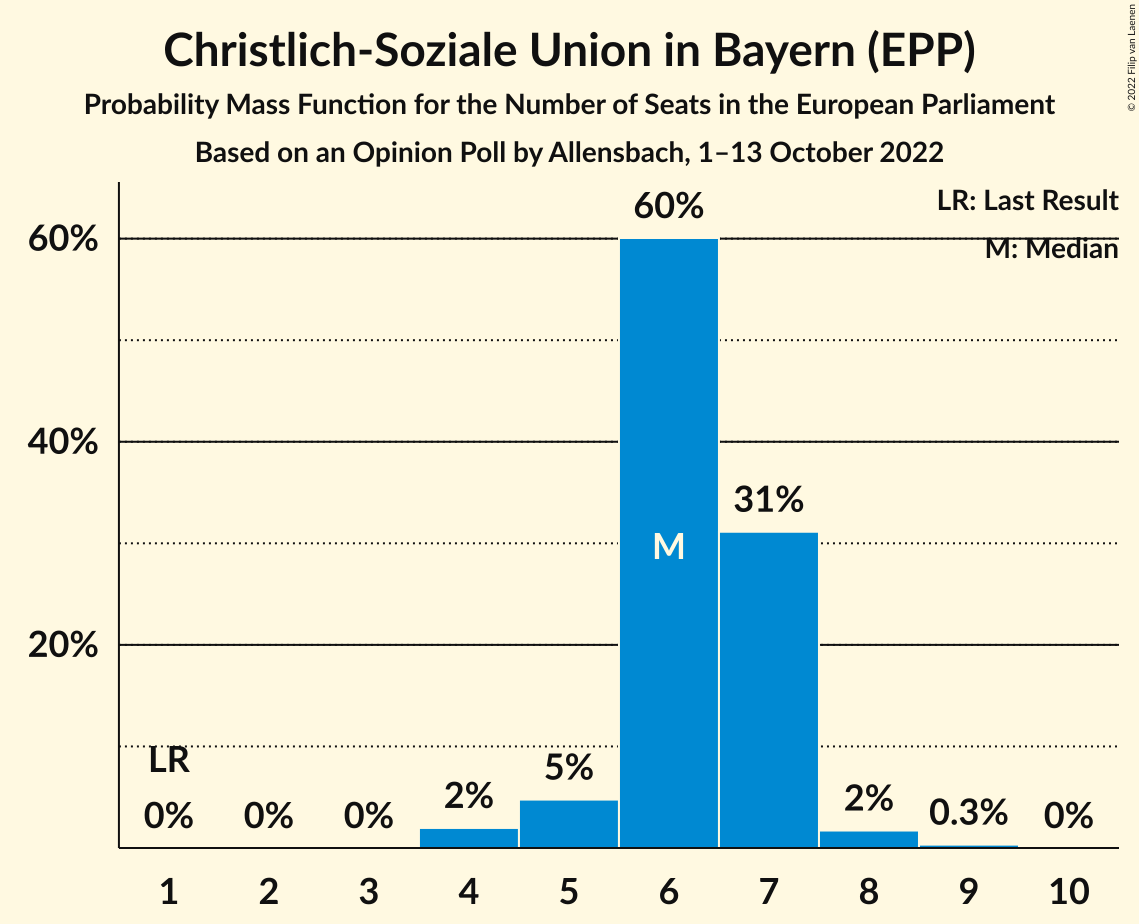 Christlich-Soziale Union in Bayern (EPP)
Probability Mass Function for the Number of Seats in the European Parliament
Based on an Opinion Poll by Allensbach, 1–13 October 2022
© 2022 Filip van Laenen
LR: Last Result
M: Median
60%
40%
20%
LR
0%
0%
0%
2%
5%
60%
M
31%
2%
0.3%
0%
1 2 3 4 5 6 7 8 9 10